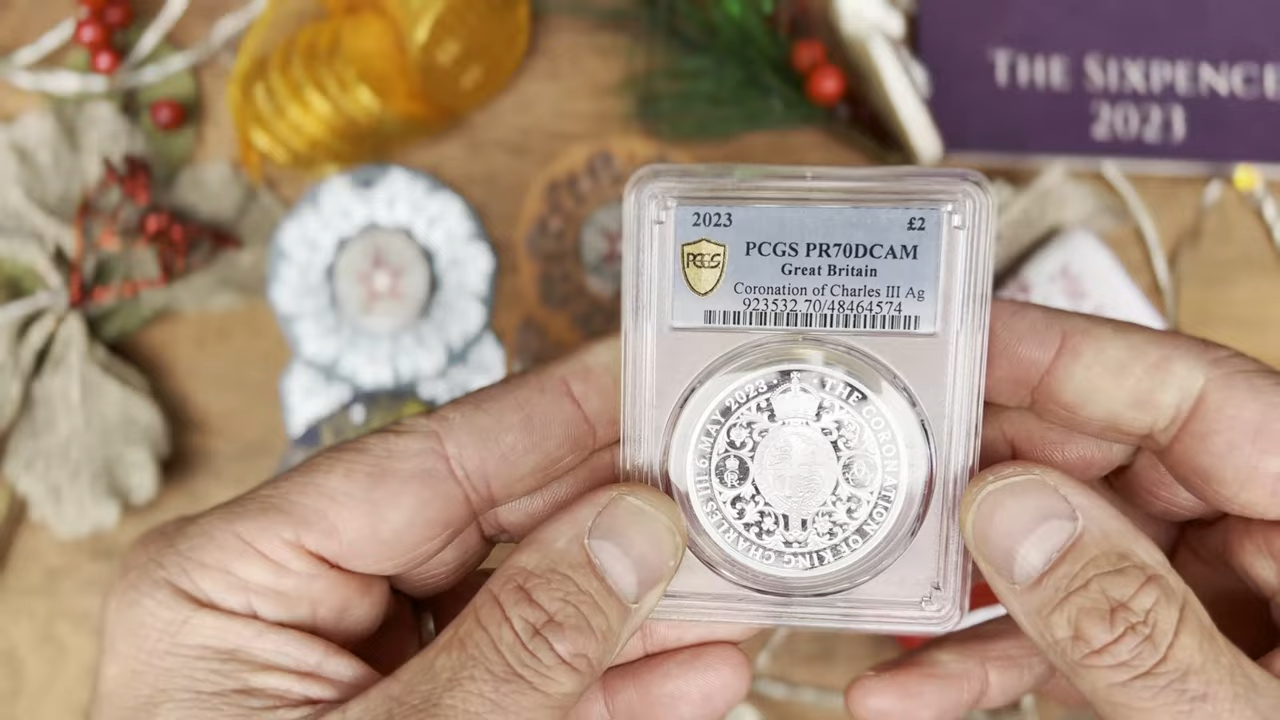 THE SIXPENCE
2023
2023 £2
PCGS
PCGS PR70DCAM
Great Britain
Coronation of Charles III Ag
923532.70/48464574
THE CORONATION OF KING CHARLES III 6 MAY 2023